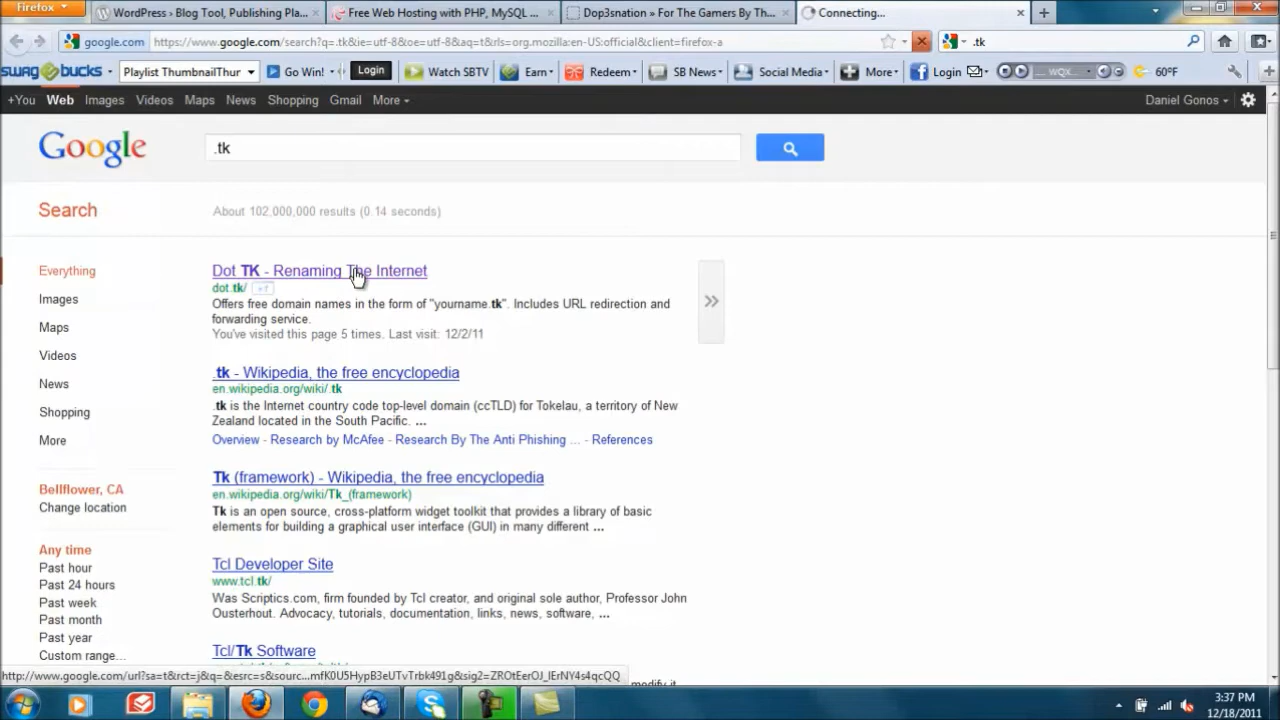 Firefox
WordPress › Blog Tool, Publishing Pla...
Free Web Hosting with PHP, MySQL ...
Dop3snation » For The Gamers By Th...
Connecting...
google.com
https://www.google.com/search?q=.tk&ie=utf-8&oe=utf-8&aq=t&rls=org.mozilla:en-US:official&client=firefox-a
.tk
swagbucks
Playlist ThumbnailThur
Go Win!
Login
Watch SBTV
Earn
Redeem
SB News
Social Media
More
Login
60°F
+You Web Images Videos Maps News Shopping Gmail More
Daniel Gonos
Google
.tk
Search
About 102,000,000 results (0.14 seconds)
Everything
Images
Maps
Videos
News
Shopping
More
Bellflower, CA
Change location
Any time
Past hour
Past 24 hours
Past week
Past month
Past year
Custom range...
Dot TK - Renaming The Internet
dot.tk/
Offers free domain names in the form of "yourname.tk". Includes URL redirection and
forwarding service.
You've visited this page 5 times. Last visit: 12/2/11
.tk - Wikipedia, the free encyclopedia
en.wikipedia.org/wiki/.tk
.tk is the Internet country code top-level domain (ccTLD) for Tokelau, a territory of New
Zealand located in the South Pacific. ...
Overview - Research by McAfee - Research By The Anti Phishing ... - References
Tk (framework) - Wikipedia, the free encyclopedia
en.wikipedia.org/wiki/Tk_(framework)
Tk is an open source, cross-platform widget toolkit that provides a library of basic
elements for building a graphical user interface (GUI) in many different ...
Tcl Developer Site
www.tcl.tk/
Was Scriptics.com, firm founded by Tcl creator, and original sole author, Professor John
Ousterhout. Advocacy, tutorials, documentation, links, news, software, ...
Tcl/Tk Software
modify it
3:37 PM
12/18/2011